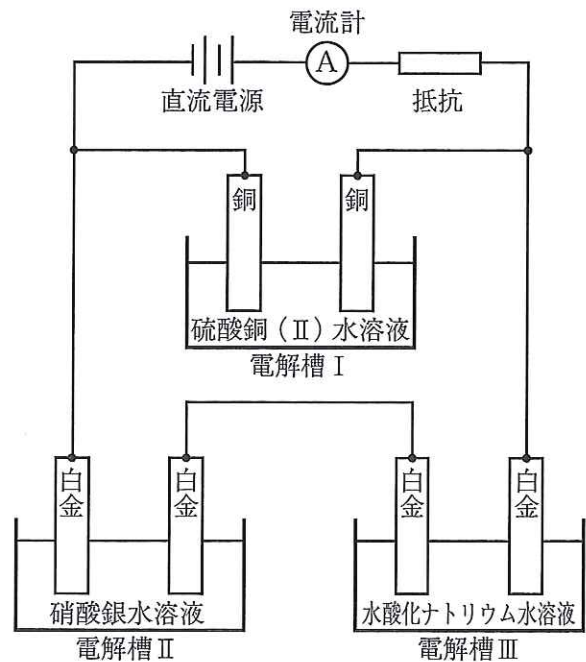 電流計
A
直流電源
抵抗
銅
銅
硫酸銅(Ⅱ)水溶液
電解槽Ⅰ
白金
白金
白金
白金
硝酸銀水溶液
水酸化ナトリウム水溶液
電解槽Ⅱ
電解槽Ⅲ